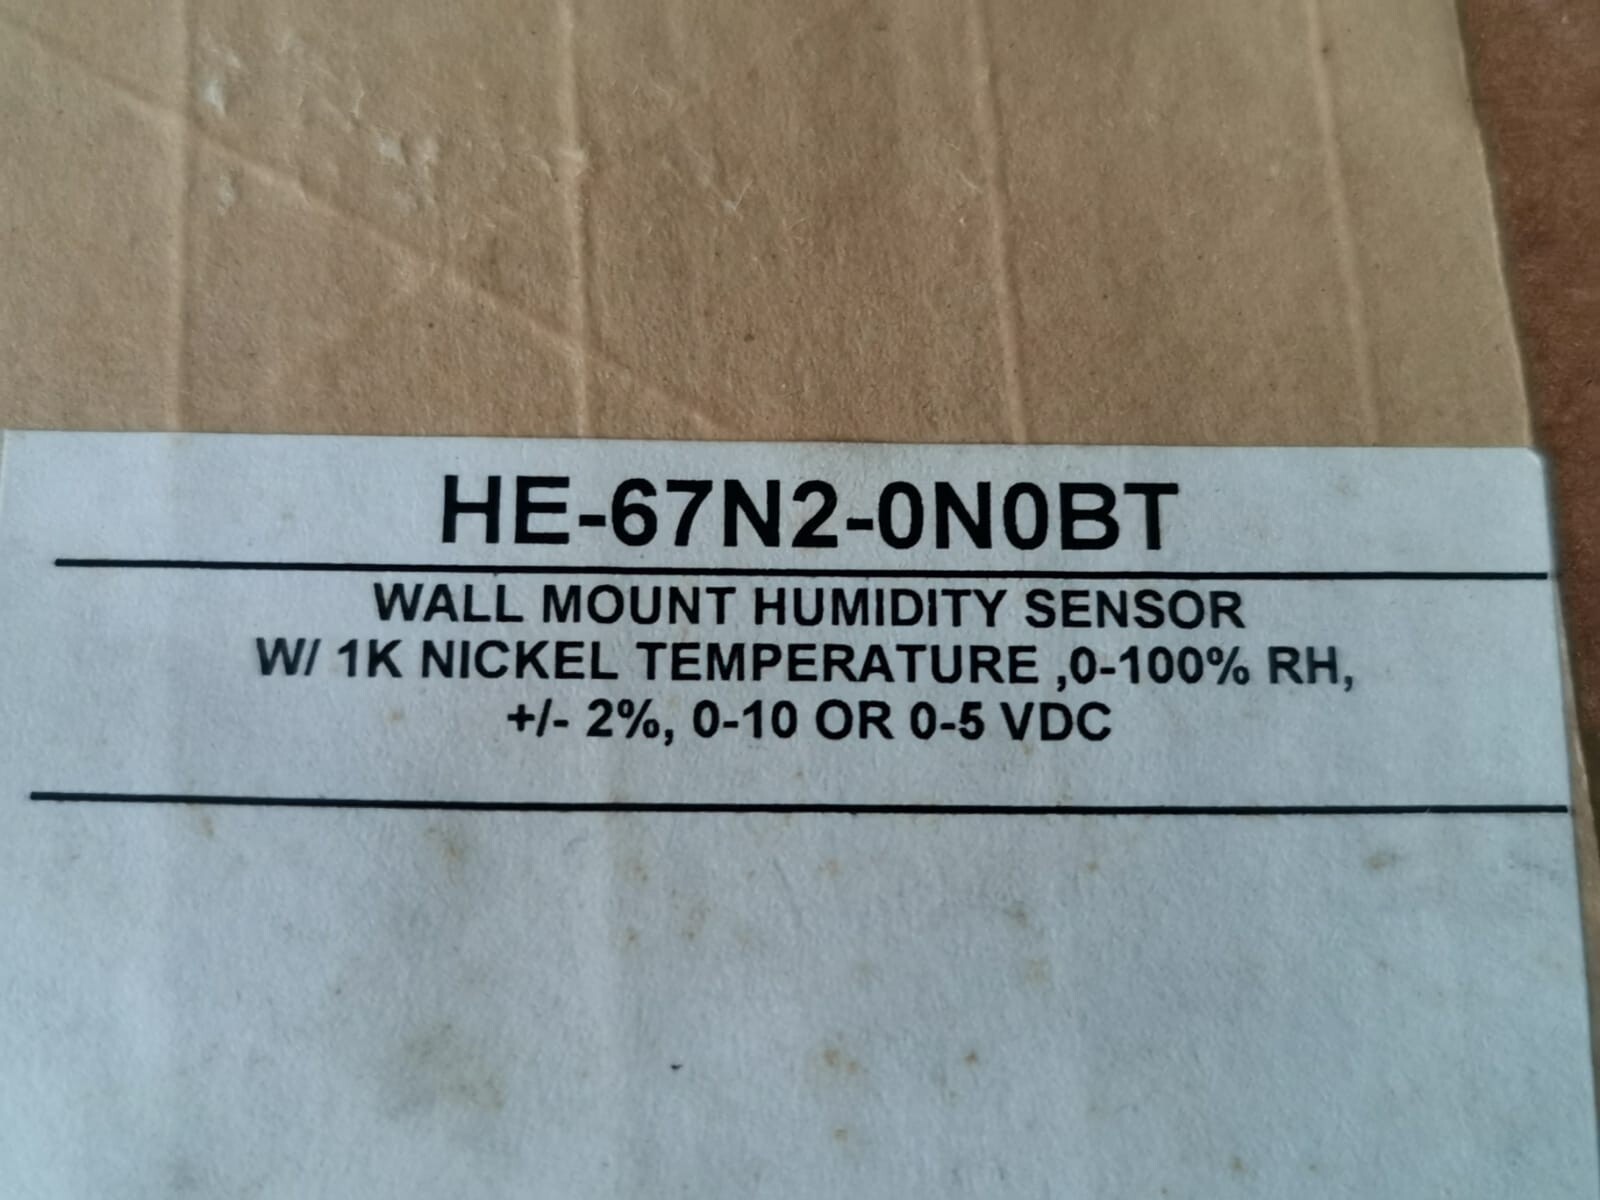 HE-67N2-0N0BT
WALL MOUNT HUMIDITY SENSOR
W/ 1K NICKEL TEMPERATURE ,0-100% RH,
+/- 2%, 0-10 OR 0-5 VDC